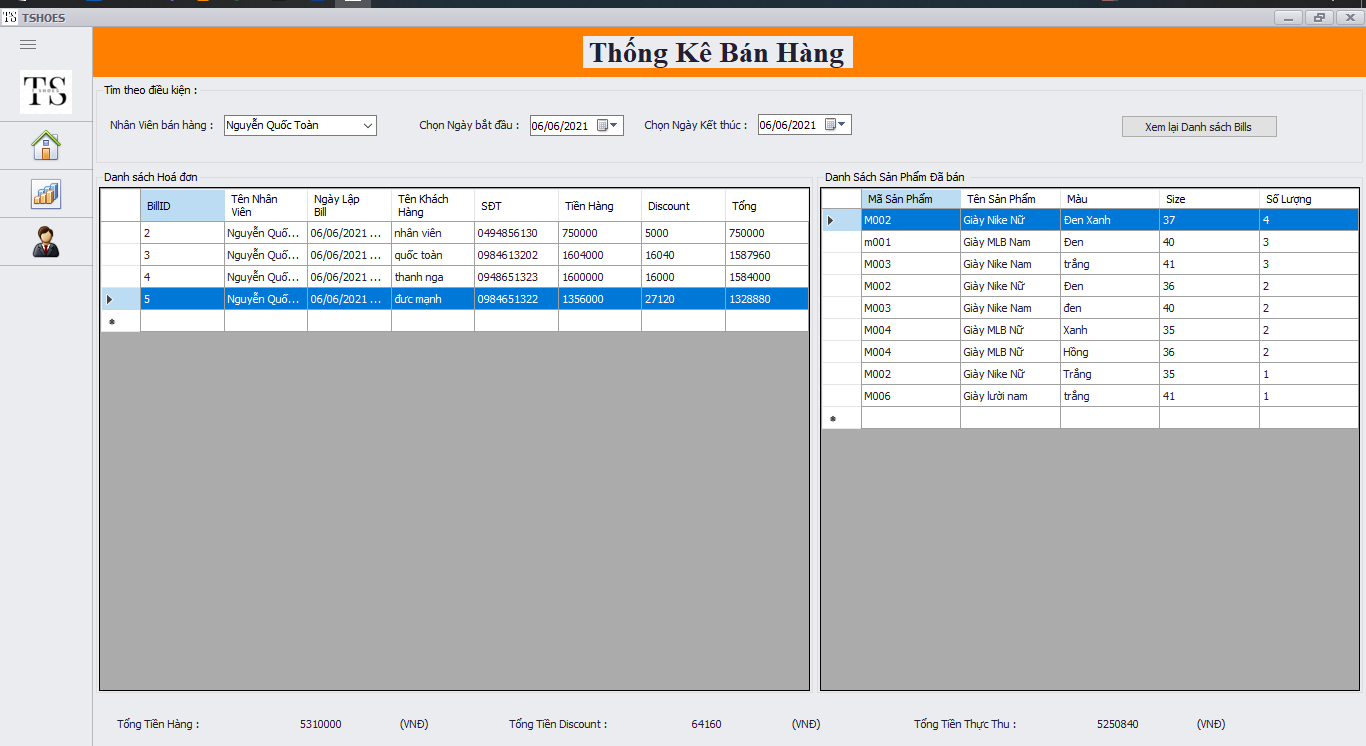 TS TSHOES
Thống Kê Bán Hàng
TS
SHOES
Tìm theo điều kiện :
Nhân Viên bán hàng : Nguyễn Quốc Toàn Chọn Ngày bắt đầu : 06/06/2021 Chọn Ngày Kết thúc : 06/06/2021 Xem lại Danh sách Bills
Danh sách Hoá đơn
BillID Tên Nhân Viên Ngày Lập Bill Tên Khách Hàng SĐT Tiền Hàng Discount Tổng
2 Nguyễn Quố... 06/06/2021 ... nhân viên 0494856130 750000 5000 750000
3 Nguyễn Quố... 06/06/2021 ... quốc toàn 0984613202 1604000 16040 1587960
4 Nguyễn Quố... 06/06/2021 ... thanh nga 0948651323 1600000 16000 1584000
5 Nguyễn Quố... 06/06/2021 ... đưc mạnh 0984651322 1356000 27120 1328880
Danh Sách Sản Phẩm Đã bán
Mã Sản Phẩm Tên Sản Phẩm Màu Size Số Lượng
M002 Giày Nike Nữ Đen Xanh 37 4
m001 Giày MLB Nam Đen 40 3
M003 Giày Nike Nam trắng 41 3
M002 Giày Nike Nữ Đen 36 2
M003 Giày Nike Nam đen 40 2
M004 Giày MLB Nữ Xanh 35 2
M004 Giày MLB Nữ Hồng 36 2
M002 Giày Nike Nữ Trắng 35 1
M006 Giày lười nam trắng 41 1
Tổng Tiền Hàng : 5310000 (VNĐ) Tổng Tiền Discount : 64160 (VNĐ) Tổng Tiền Thực Thu : 5250840 (VNĐ)